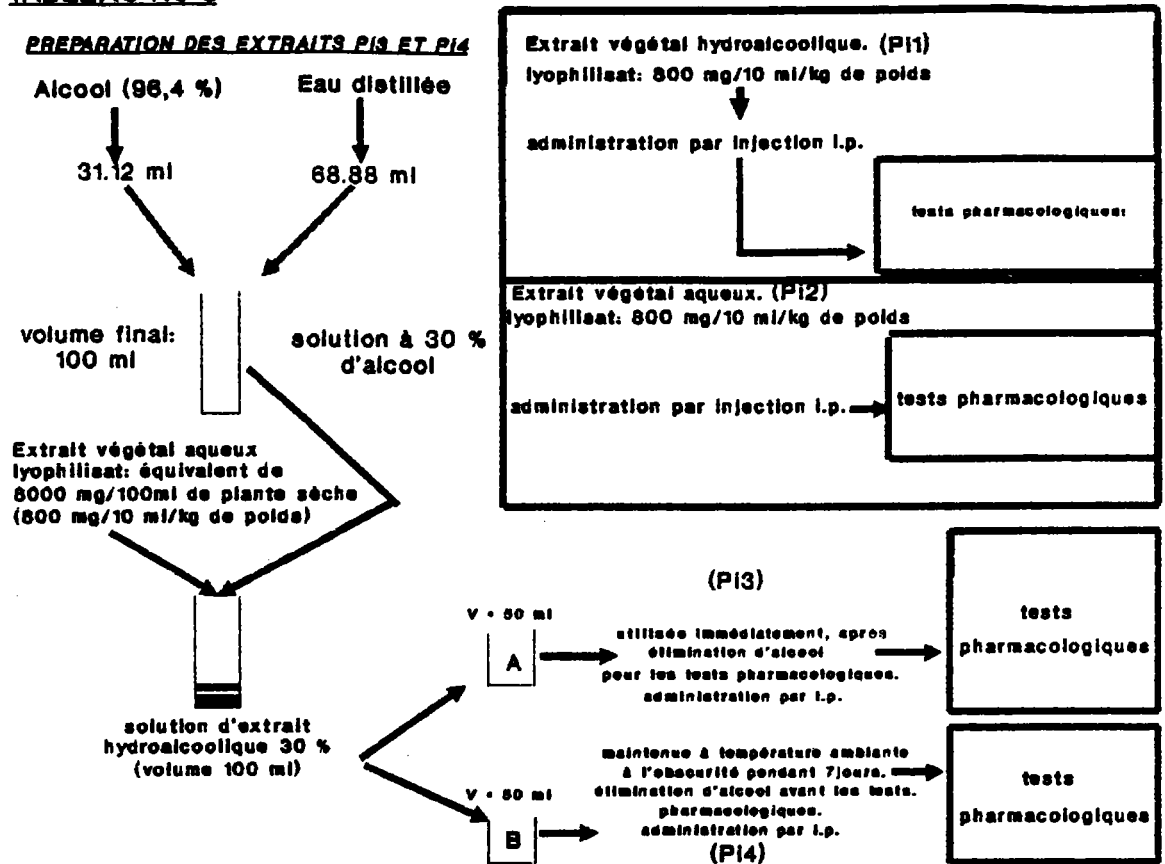 PREPARATION DES EXTRAITS Pi3 ET Pi4
Alcool (96,4 %)
Eau distillée
31.12 ml
68.88 ml
volume final:
100 ml
solution à 30 %
d'alcool
Extrait végétal aqueux
lyophilisat: équivalent de
8000 mg/100ml de plante sèche
(800 mg/10 ml/kg de poids)
solution d'extrait
hydroalcoolique 30 %
(volume 100 ml)
Extrait végétal hydroalcoolique. (Pi1)
lyophilisat: 800 mg/10 ml/kg de poids
administration par injection i.p.
tests pharmacologiques:
Extrait végétal aqueux. (Pi2)
lyophilisat: 800 mg/10 ml/kg de poids
administration par injection i.p.
tests pharmacologiques
(Pi3)
V = 50 ml
A
utilisée immédiatement, apres
élimination d'alcool
pour les tests pharmacologiques.
administration par i.p.
tests
pharmacologiques
V = 50 ml
B
maintenue à température ambiante
à l'obscurité pendant 7jours.
élimination d'alcool avant les tests.
pharmacologiques.
administration par i.p.
(Pi4)
tests
pharmacologiques